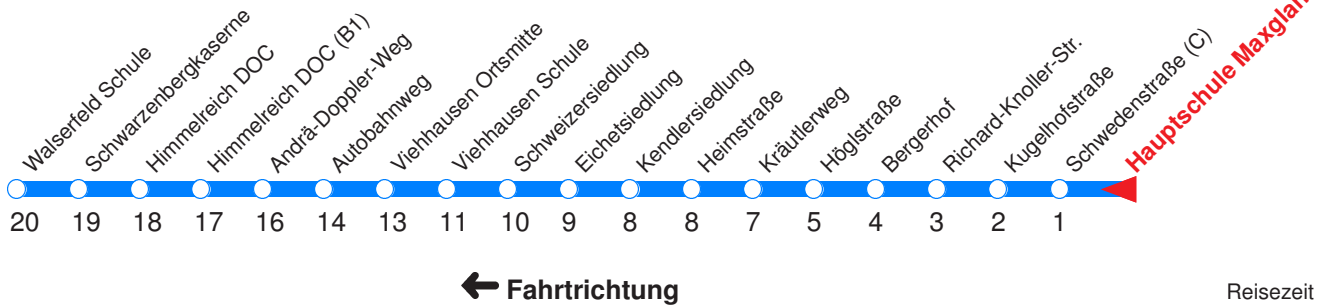 Walserfeld Schule
Schwarzenbergkaserne
Himmelreich DOC
Himmelreich DOC (B1)
Andrä-Doppler-Weg
Autobahnweg
Viehhausen Ortsmitte
Viehhausen Schule
Schweizersiedlung
Eichetsiedlung
Kendlersiedlung
Heimstraße
Kräutlerweg
Höglstraße
Bergerhof
Richard-Knoller-Str.
Kugelhofstraße
Schwedenstraße (C)
Hauptschule Maxglan
20 19 18 17 16 14 13 11 10 9 8 8 7 5 4 3 2 1
Fahrtrichtung
Reisezeit